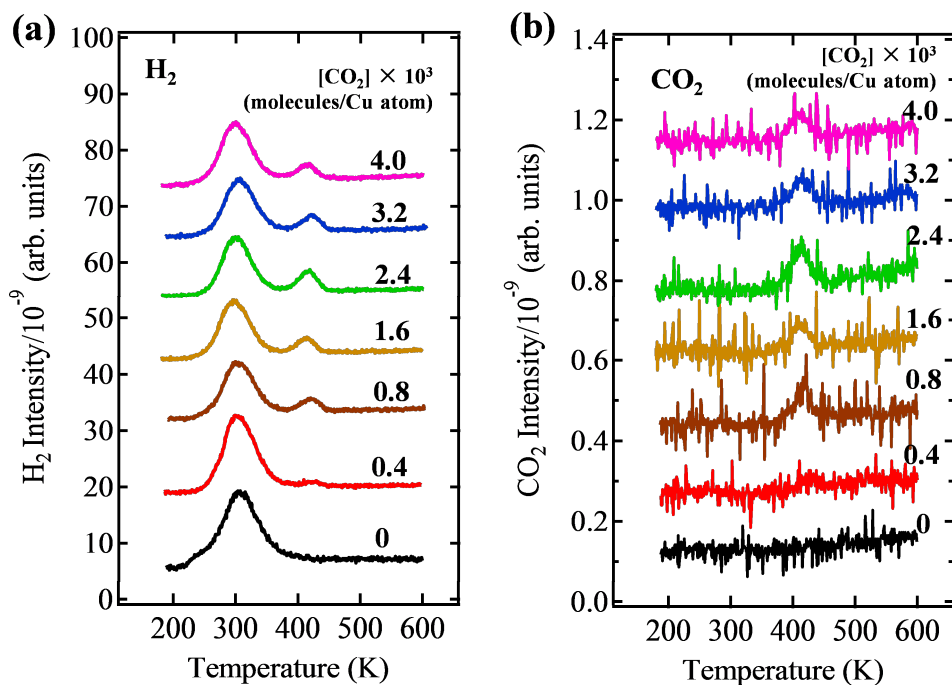 (a)
H₂
[CO₂] × 10³
(molecules/Cu atom)
4.0
3.2
2.4
1.6
0.8
0.4
0
100
90
80
70
60
50
40
30
20
10
0
H₂ Intensity/10⁻⁹ (arb. units)
200 300 400 500 600
Temperature (K)
(b)
CO₂
[CO₂] × 10³
(molecules/Cu atom)
4.0
3.2
2.4
1.6
0.8
0.4
0
1.4
1.2
1.0
0.8
0.6
0.4
0.2
0.0
CO₂ Intensity/10⁻⁹ (arb. units)
200 300 400 500 600
Temperature (K)